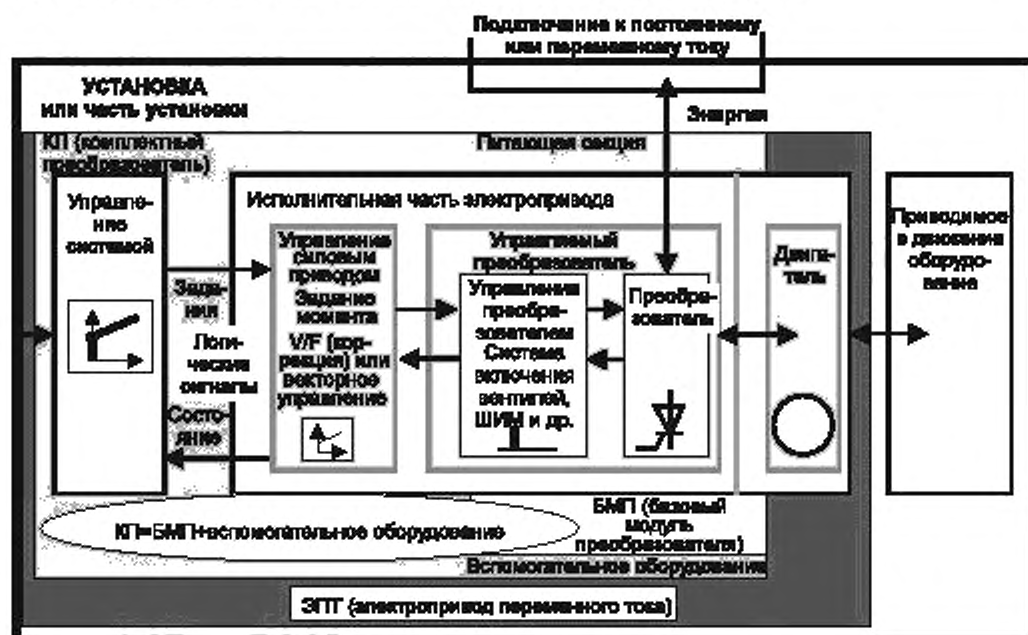 Подключение к постоянному
или переменному току
УСТАНОВКА
или часть установки
Энергия
КП (комплектный
преобразователь)
Питающая секция
Управле-
ние
системой
Исполнительная часть электропривода
Управление
силовым
приводом
Задание
момента
V/F (кор-
рекция) или
векторное
управление
Управляемый
преобразователь
Управление
преобра-
зователем
Система
включения
вентилей,
ШИМ и др.
Преобра-
зователь
Двига-
тель
Приводимое
в движение
оборудо-
вание
Зада-
ния
Логи-
ческие
сигналы
Состо-
яние
КП=БМП+вспомогательное оборудование
БМП (базовый
модуль
преобразователя)
Вспомогательное оборудование
ЭПТ (электропривод переменного тока)